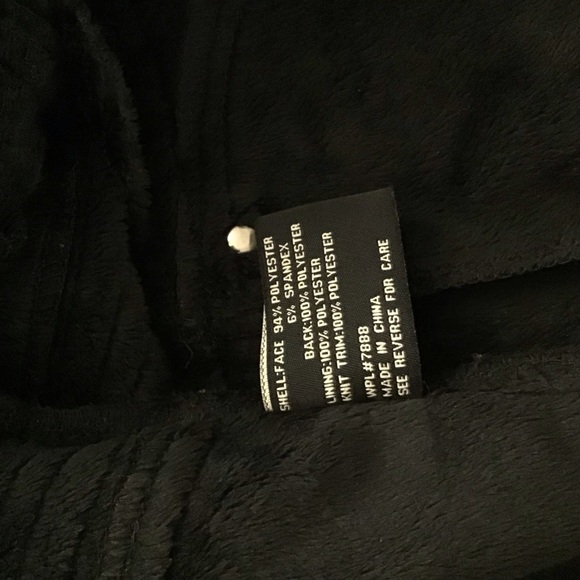 SHELL:FACE 94% POLYESTER
6% SPANDEX
BACK:100% POLYESTER
LINING:100% POLYESTER
KNIT TRIM:100% POLYESTER
WPL#7888
MADE IN CHINA
SEE REVERSE FOR CARE